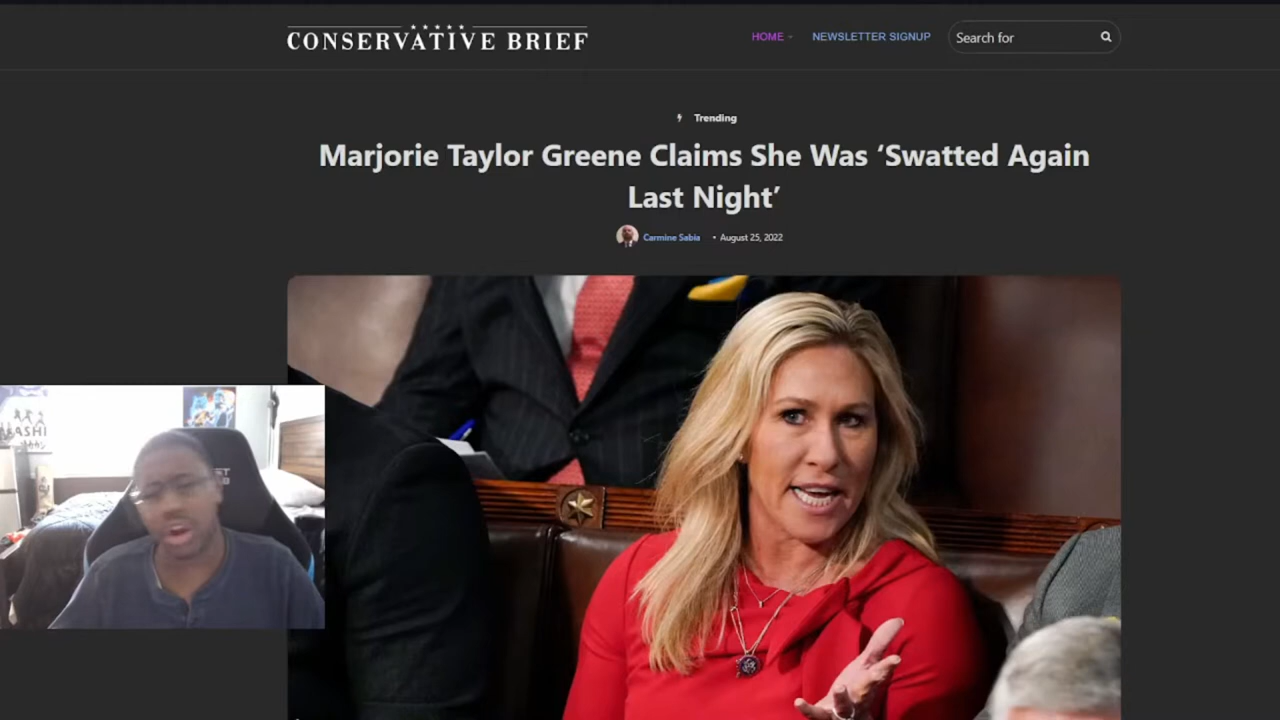 CONSERVATIVE BRIEF
HOME
NEWSLETTER SIGNUP
Search for
Trending
Marjorie Taylor Greene Claims She Was ‘Swatted Again
Last Night’
Carmine Sabia
• August 25, 2022